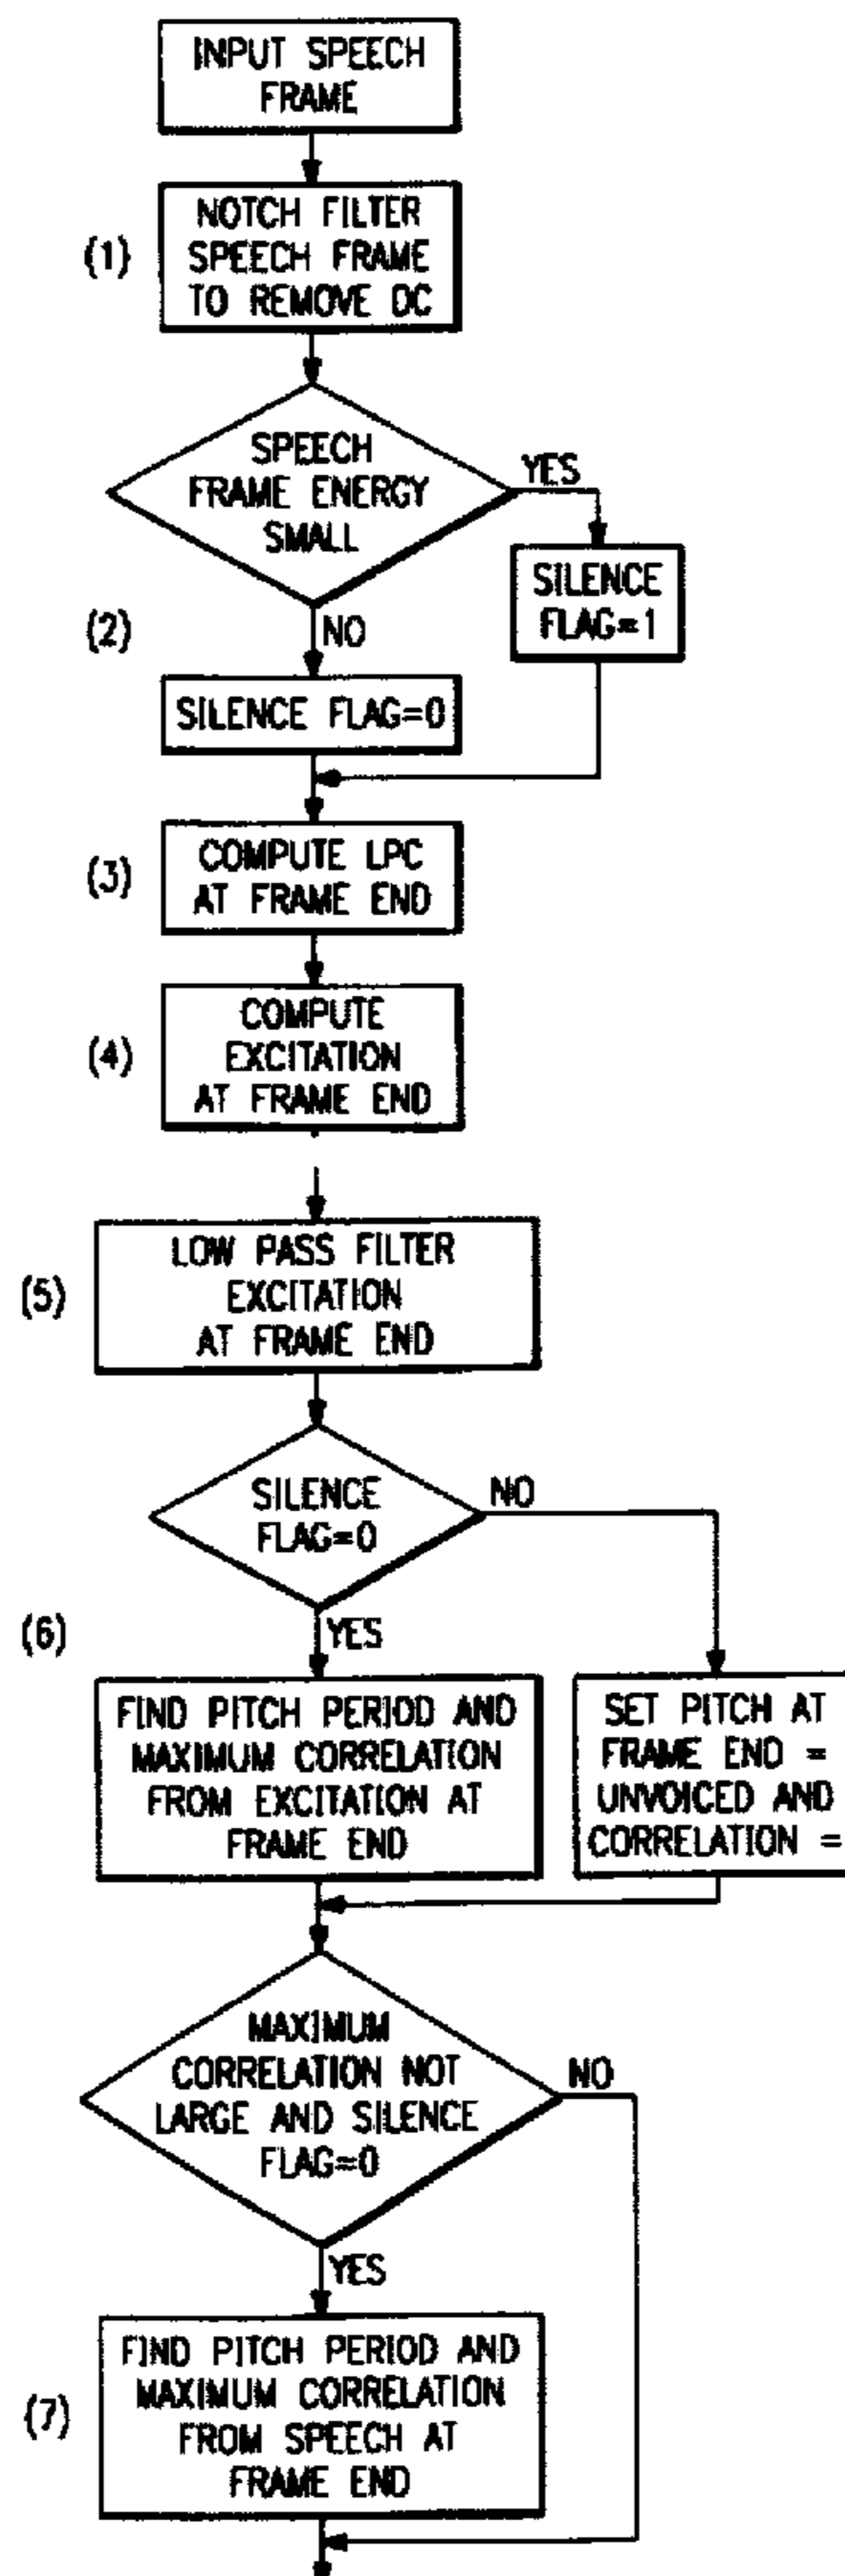 INPUT SPEECH
FRAME
(1)
NOTCH FILTER
SPEECH FRAME
TO REMOVE DC
SPEECH
FRAME ENERGY
SMALL
YES
SILENCE
FLAG=1
(2)
NO
SILENCE FLAG=0
(3)
COMPUTE LPC
AT FRAME END
(4)
COMPUTE
EXCITATION
AT FRAME END
(5)
LOW PASS FILTER
EXCITATION
AT FRAME END
SILENCE
FLAG=0
NO
(6)
YES
FIND PITCH PERIOD AND
MAXIMUM CORRELATION
FROM EXCITATION AT
FRAME END
SET PITCH AT
FRAME END =
UNVOICED AND
CORRELATION =
MAXIMUM
CORRELATION NOT
LARGE AND SILENCE
FLAG=0
NO
YES
(7)
FIND PITCH PERIOD AND
MAXIMUM CORRELATION
FROM SPEECH AT
FRAME END